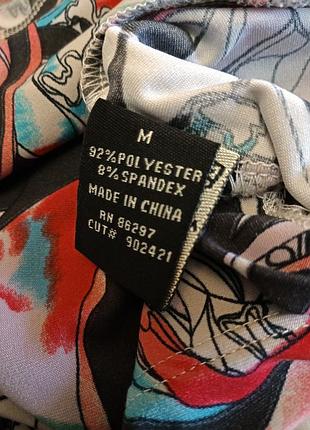 M
92%POLYESTER
8%SPANDEX
MADE IN CHINA
RN 86297
CUT# 902421